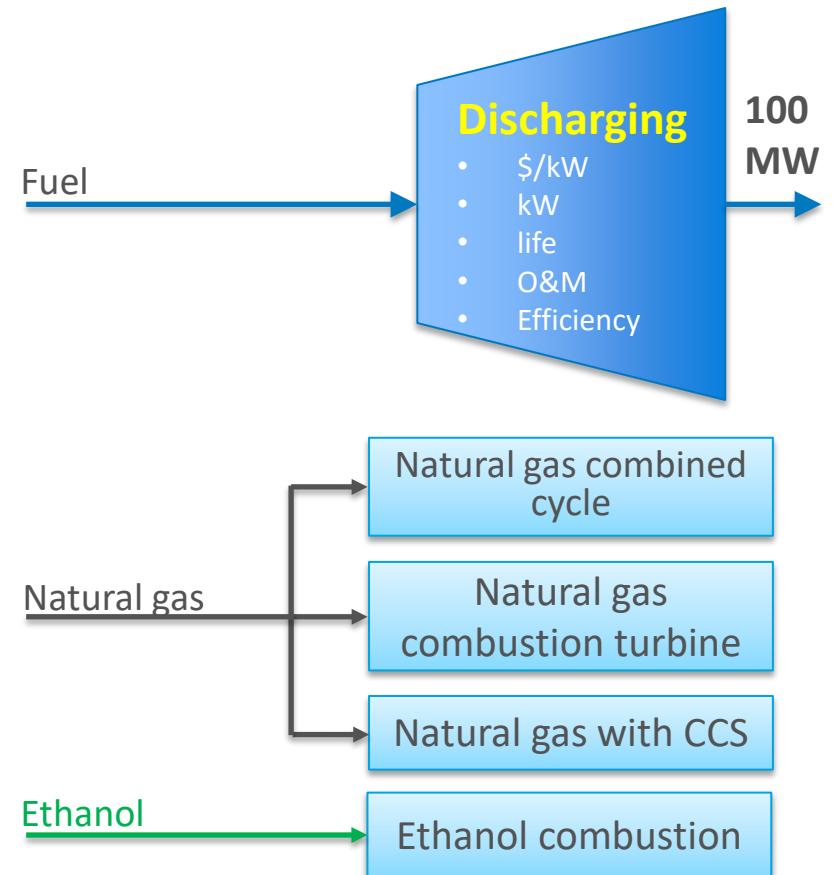 Discharging
• $/kW
• kW
• life
• O&M
• Efficiency
100
MW
Fuel
Natural gas combined
cycle
Natural gas
Natural gas
combustion turbine
Natural gas with CCS
Ethanol
Ethanol combustion